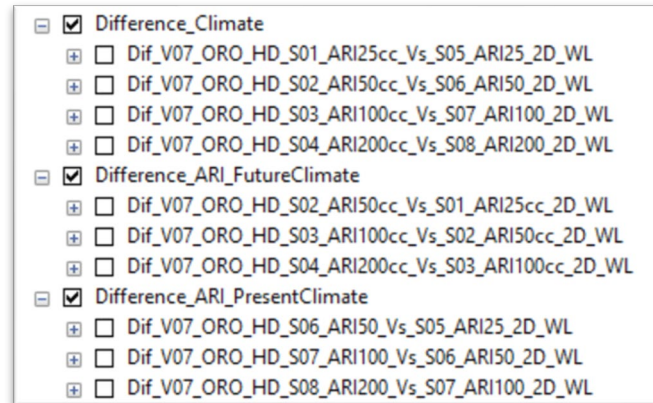 Difference_Climate
Dif_V07_ORO_HD_S01_ARI25cc_Vs_S05_ARI25_2D_WL
Dif_V07_ORO_HD_S02_ARI50cc_Vs_S06_ARI50_2D_WL
Dif_V07_ORO_HD_S03_ARI100cc_Vs_S07_ARI100_2D_WL
Dif_V07_ORO_HD_S04_ARI200cc_Vs_S08_ARI200_2D_WL
Difference_ARI_FutureClimate
Dif_V07_ORO_HD_S02_ARI50cc_Vs_S01_ARI25cc_2D_WL
Dif_V07_ORO_HD_S03_ARI100cc_Vs_S02_ARI50cc_2D_WL
Dif_V07_ORO_HD_S04_ARI200cc_Vs_S03_ARI100cc_2D_WL
Difference_ARI_PresentClimate
Dif_V07_ORO_HD_S06_ARI50_Vs_S05_ARI25_2D_WL
Dif_V07_ORO_HD_S07_ARI100_Vs_S06_ARI50_2D_WL
Dif_V07_ORO_HD_S08_ARI200_Vs_S07_ARI100_2D_WL